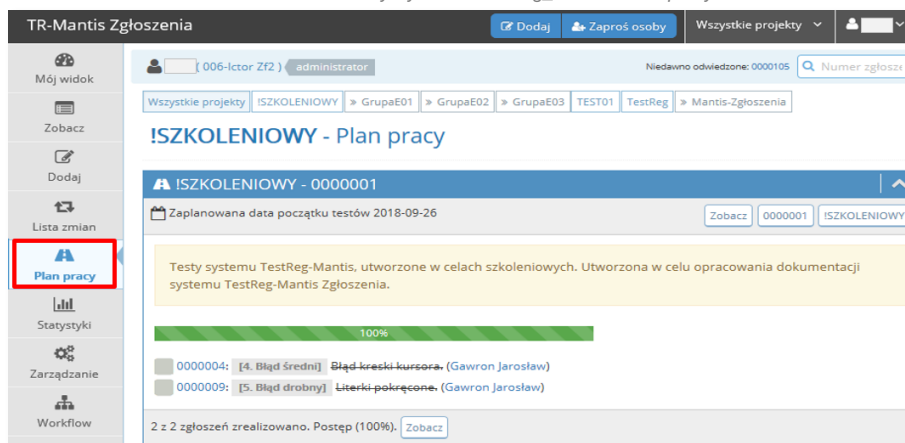 TR-Mantis Zgłoszenia
Dodaj
Zaproś osoby
Wszystkie projekty
Mój widok
Zobacz
Dodaj
Lista zmian
Plan pracy
Statystyki
Zarządzanie
Workflow
( 006-Ictor Zf2 ) administrator
Niedawno odwiedzone: 0000105
Numer zgłosze
Wszystkie projekty !SZKOLENIOWY » GrupaE01 » GrupaE02 » GrupaE03 TEST01 TestReg » Mantis-Zgłoszenia
!SZKOLENIOWY - Plan pracy
!SZKOLENIOWY - 0000001
Zaplanowana data początku testów 2018-09-26
Zobacz 0000001 !SZKOLENIOWY
Testy systemu TestReg-Mantis, utworzone w celach szkoleniowych. Utworzona w celu opracowania dokumentacji
systemu TestReg-Mantis Zgłoszenia.
100%
0000004: [4. Błąd średni] Błąd kreski kursora. (Gawron Jarosław)
0000009: [5. Błąd drobny] Literki pokręcone. (Gawron Jarosław)
2 z 2 zgłoszeń zrealizowano. Postęp (100%). Zobacz